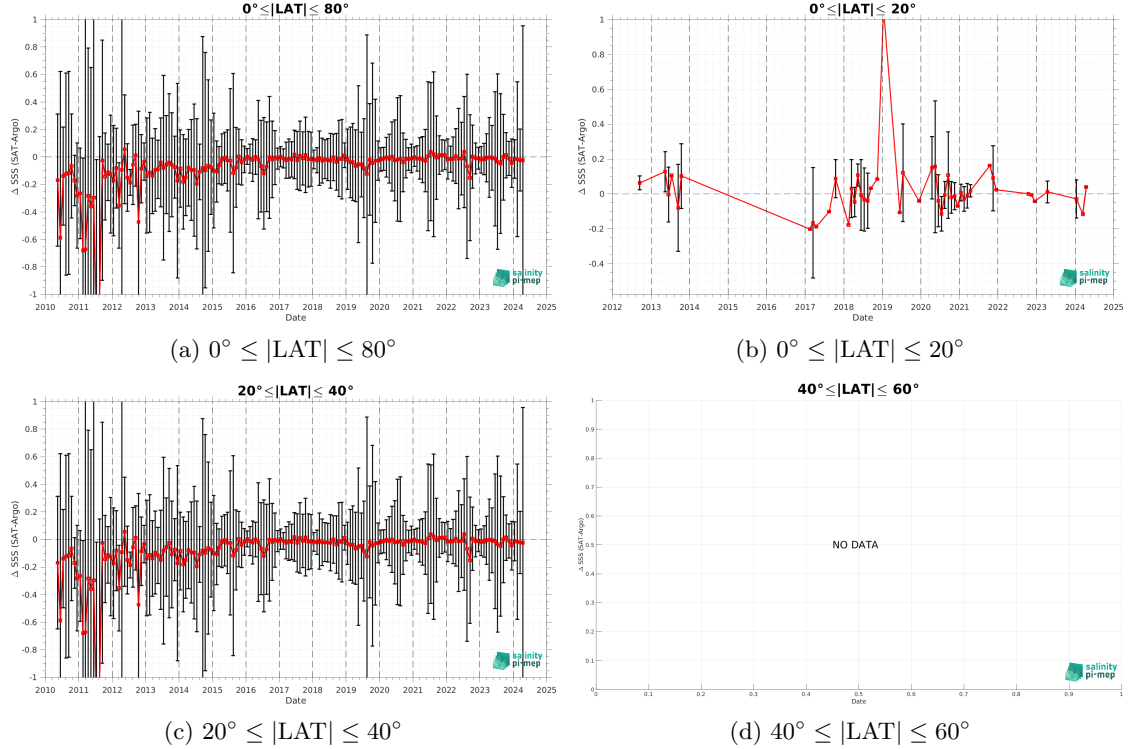 0°≤|LAT|≤ 80°
1
0.8
0.6
0.4
0.2
0
-0.2
-0.4
-0.6
-0.8
-1
Δ SSS (SAT-Argo)
2010 2011 2012 2013 2014 2015 2016 2017 2018 2019 2020 2021 2022 2023 2024 2025
Date
salinity
pi-mep
(a) 0° ≤ |LAT| ≤ 80°
0°≤|LAT|≤ 20°
1
0.8
0.6
0.4
0.2
0
-0.2
-0.4
Δ SSS (SAT-Argo)
2012 2013 2014 2015 2016 2017 2018 2019 2020 2021 2022 2023 2024 2025
Date
salinity
pi-mep
(b) 0° ≤ |LAT| ≤ 20°
20°≤|LAT|≤ 40°
1
0.8
0.6
0.4
0.2
0
-0.2
-0.4
-0.6
-0.8
-1
Δ SSS (SAT-Argo)
2010 2011 2012 2013 2014 2015 2016 2017 2018 2019 2020 2021 2022 2023 2024 2025
Date
salinity
pi-mep
(c) 20° ≤ |LAT| ≤ 40°
40°≤|LAT|≤ 60°
1
0.9
0.8
0.7
0.6
0.5
0.4
0.3
0.2
0.1
0
Δ SSS (SAT-Argo)
NO DATA
0 0.1 0.2 0.3 0.4 0.5 0.6 0.7 0.8 0.9 1
Date
salinity
pi-mep
(d) 40° ≤ |LAT| ≤ 60°